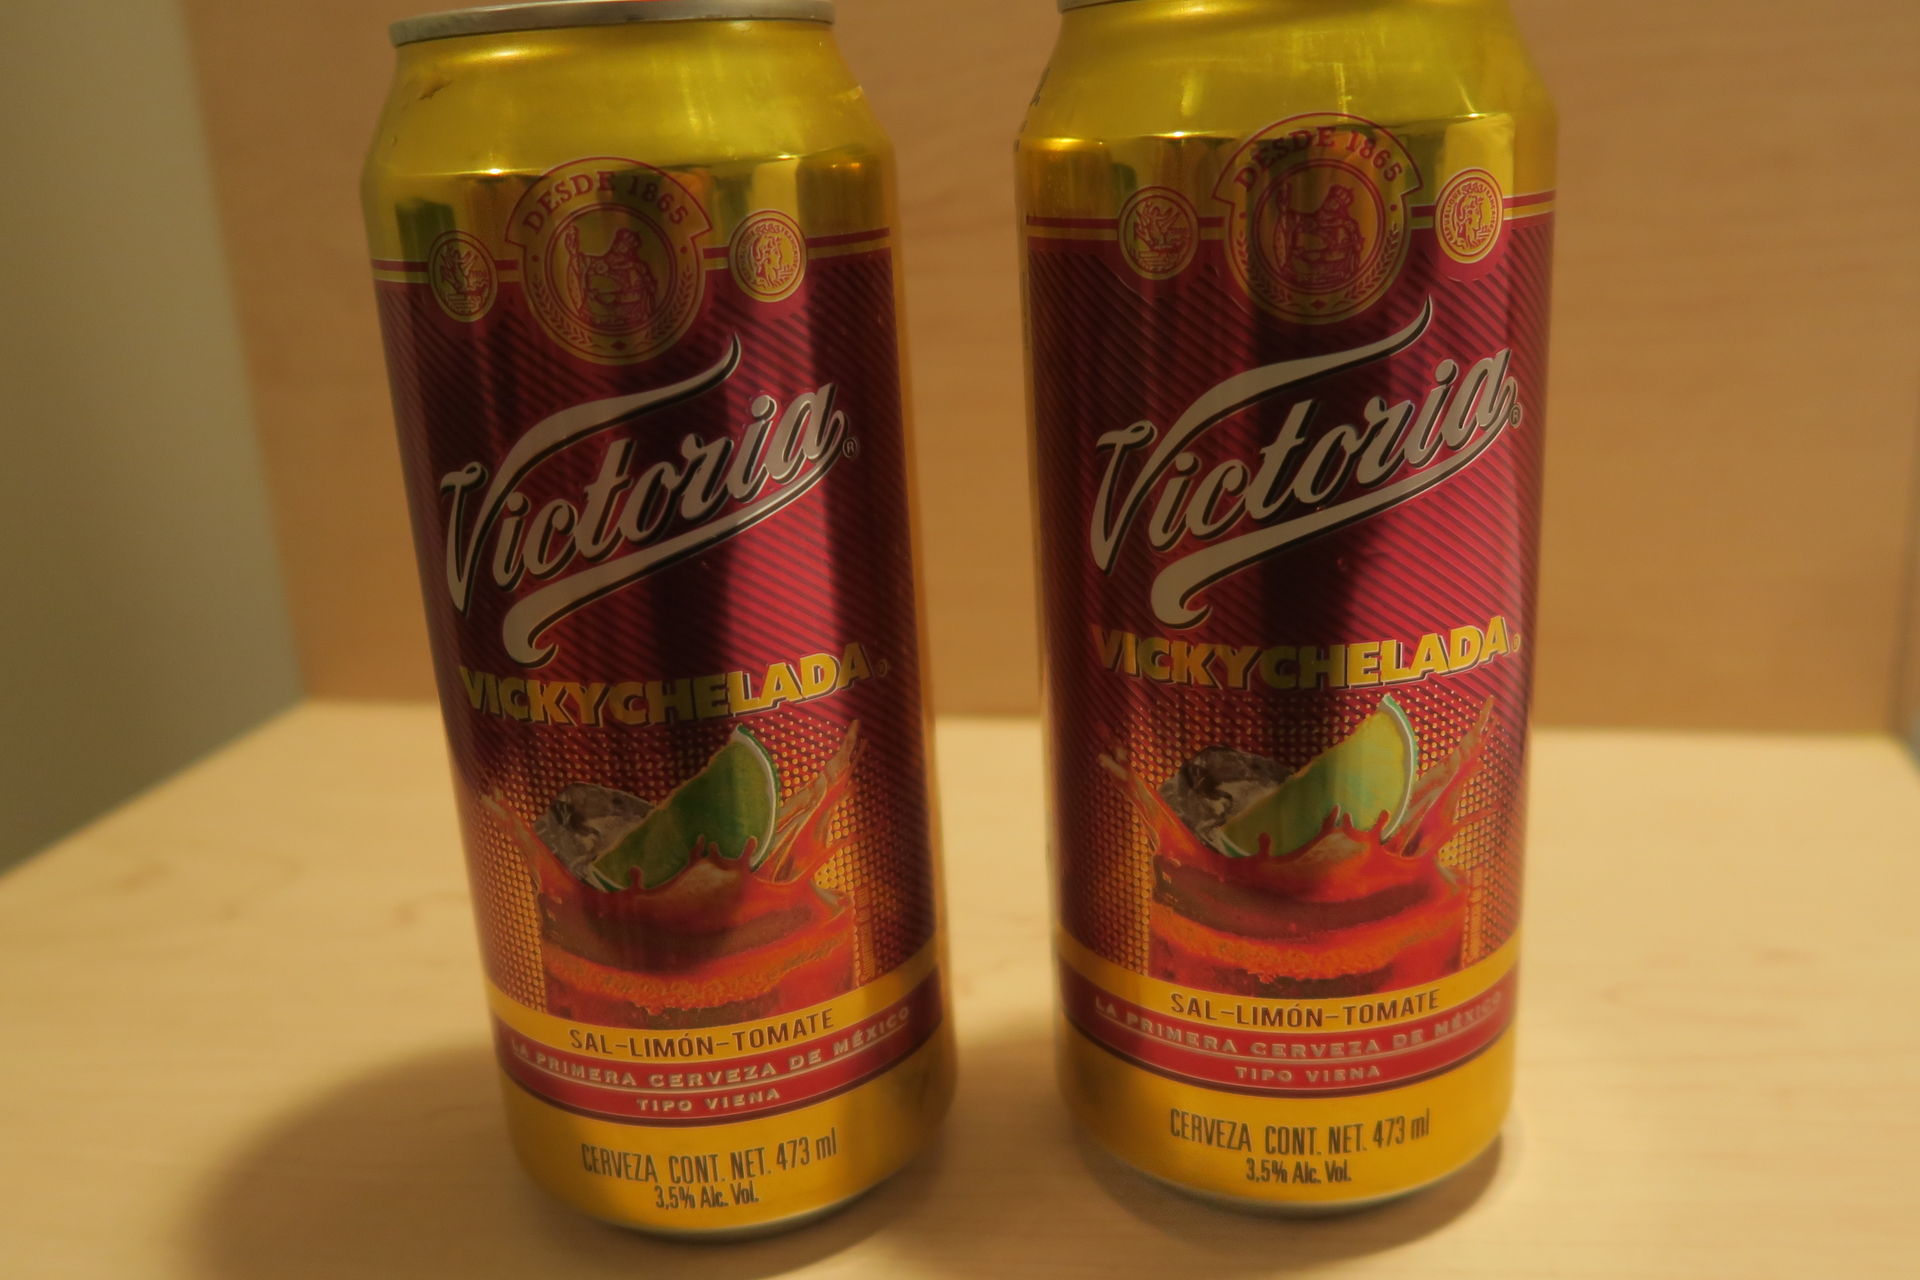 DESDE 1865
Victoria®
VICKYCHELADA®
SAL-LIMÓN-TOMATE
LA PRIMERA CERVEZA DE MÉXICO
TIPO VIENA
CERVEZA CONT. NET. 473 ml
3,5% Alc. Vol.
DESDE 1865
Victoria®
VICKYCHELADA®
SAL-LIMÓN-TOMATE
LA PRIMERA CERVEZA DE MÉXICO
TIPO VIENA
CERVEZA CONT. NET. 473 ml
3,5% Alc. Vol.